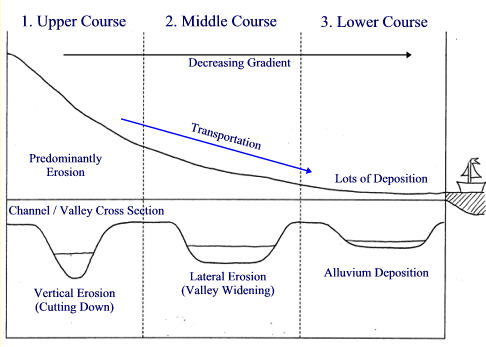 1. Upper Course
2. Middle Course
3. Lower Course
Decreasing Gradient
Transportation
Predominantly
Erosion
Lots of Deposition
Channel / Valley Cross Section
Vertical Erosion
(Cutting Down)
Lateral Erosion
(Valley Widening)
Alluvium Deposition